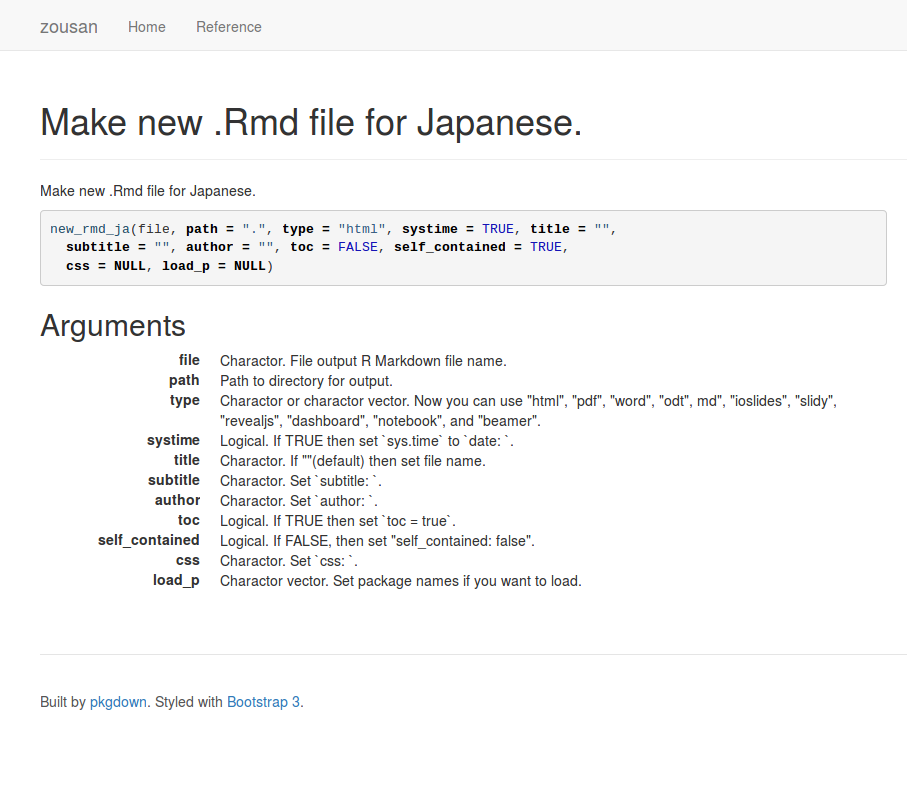 zousan Home Reference
Make new .Rmd file for Japanese.
Make new .Rmd file for Japanese.
new_rmd_ja(file, path = ".", type = "html", systime = TRUE, title = "",
  subtitle = "", author = "", toc = FALSE, self_contained = TRUE,
  css = NULL, load_p = NULL)
Arguments
file Charactor. File output R Markdown file name.
path Path to directory for output.
type Charactor or charactor vector. Now you can use "html", "pdf", "word", "odt, md", "ioslides", "slidy",
"revealjs", "dashboard", "notebook", and "beamer".
systime Logical. If TRUE then set `sys.time` to `date: `.
title Charactor. If ""(default) then set file name.
subtitle Charactor. Set `subtitle: `.
author Charactor. Set `author: `.
toc Logical. If TRUE then set `toc = true`.
self_contained Logical. If FALSE, then set "self_contained: false".
css Charactor. Set `css: `.
load_p Charactor vector. Set package names if you want to load.
Built by pkgdown. Styled with Bootstrap 3.